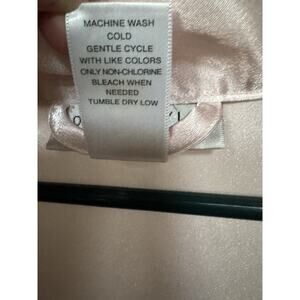 MACHINE WASH
COLD
GENTLE CYCLE
WITH LIKE COLORS
ONLY NON-CHLORINE
BLEACH WHEN
NEEDED
TUMBLE DRY LOW